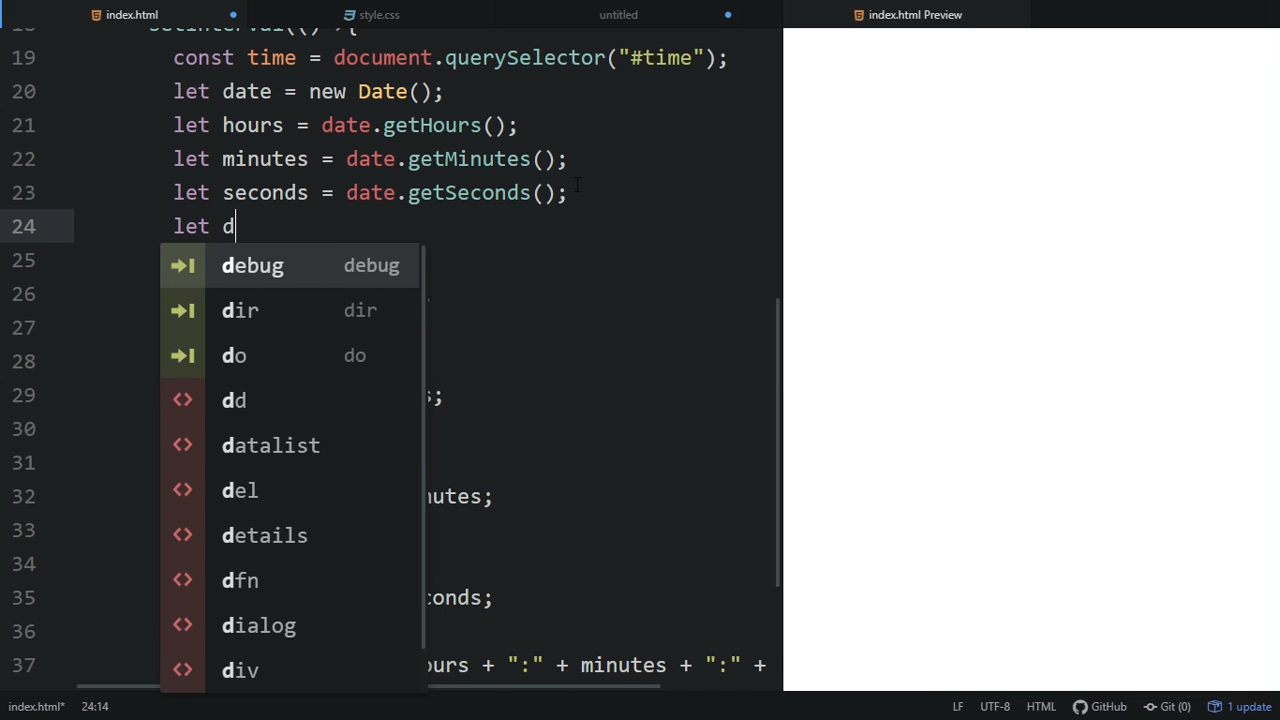 index.html
style.css
untitled
index.html Preview
18 setInterval(()=>{
19 const time = document.querySelector("#time");
20 let date = new Date();
21 let hours = date.getHours();
22 let minutes = date.getMinutes();
23 let seconds = date.getSeconds();
24 let d
25 debug debug
26 dir dir
27
28 do do
29 dd s;
30 datalist
31
32 del nutes;
33 details
34 dfn
35 dialog conds;
36
37 div ours + ":" + minutes + ":" +
index.html* 24:14 LF UTF-8 HTML GitHub Git (0) 1 update